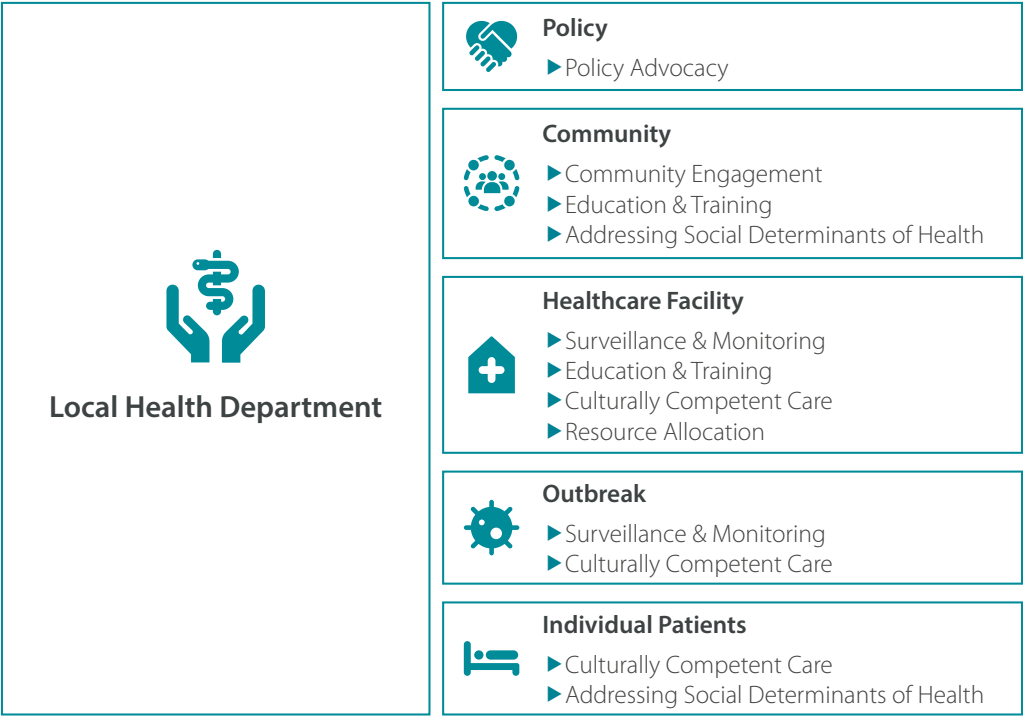 Local Health Department
Policy
▶Policy Advocacy
Community
▶Community Engagement
▶Education & Training
▶Addressing Social Determinants of Health
Healthcare Facility
▶Surveillance & Monitoring
▶Education & Training
▶Culturally Competent Care
▶Resource Allocation
Outbreak
▶Surveillance & Monitoring
▶Culturally Competent Care
Individual Patients
▶Culturally Competent Care
▶Addressing Social Determinants of Health